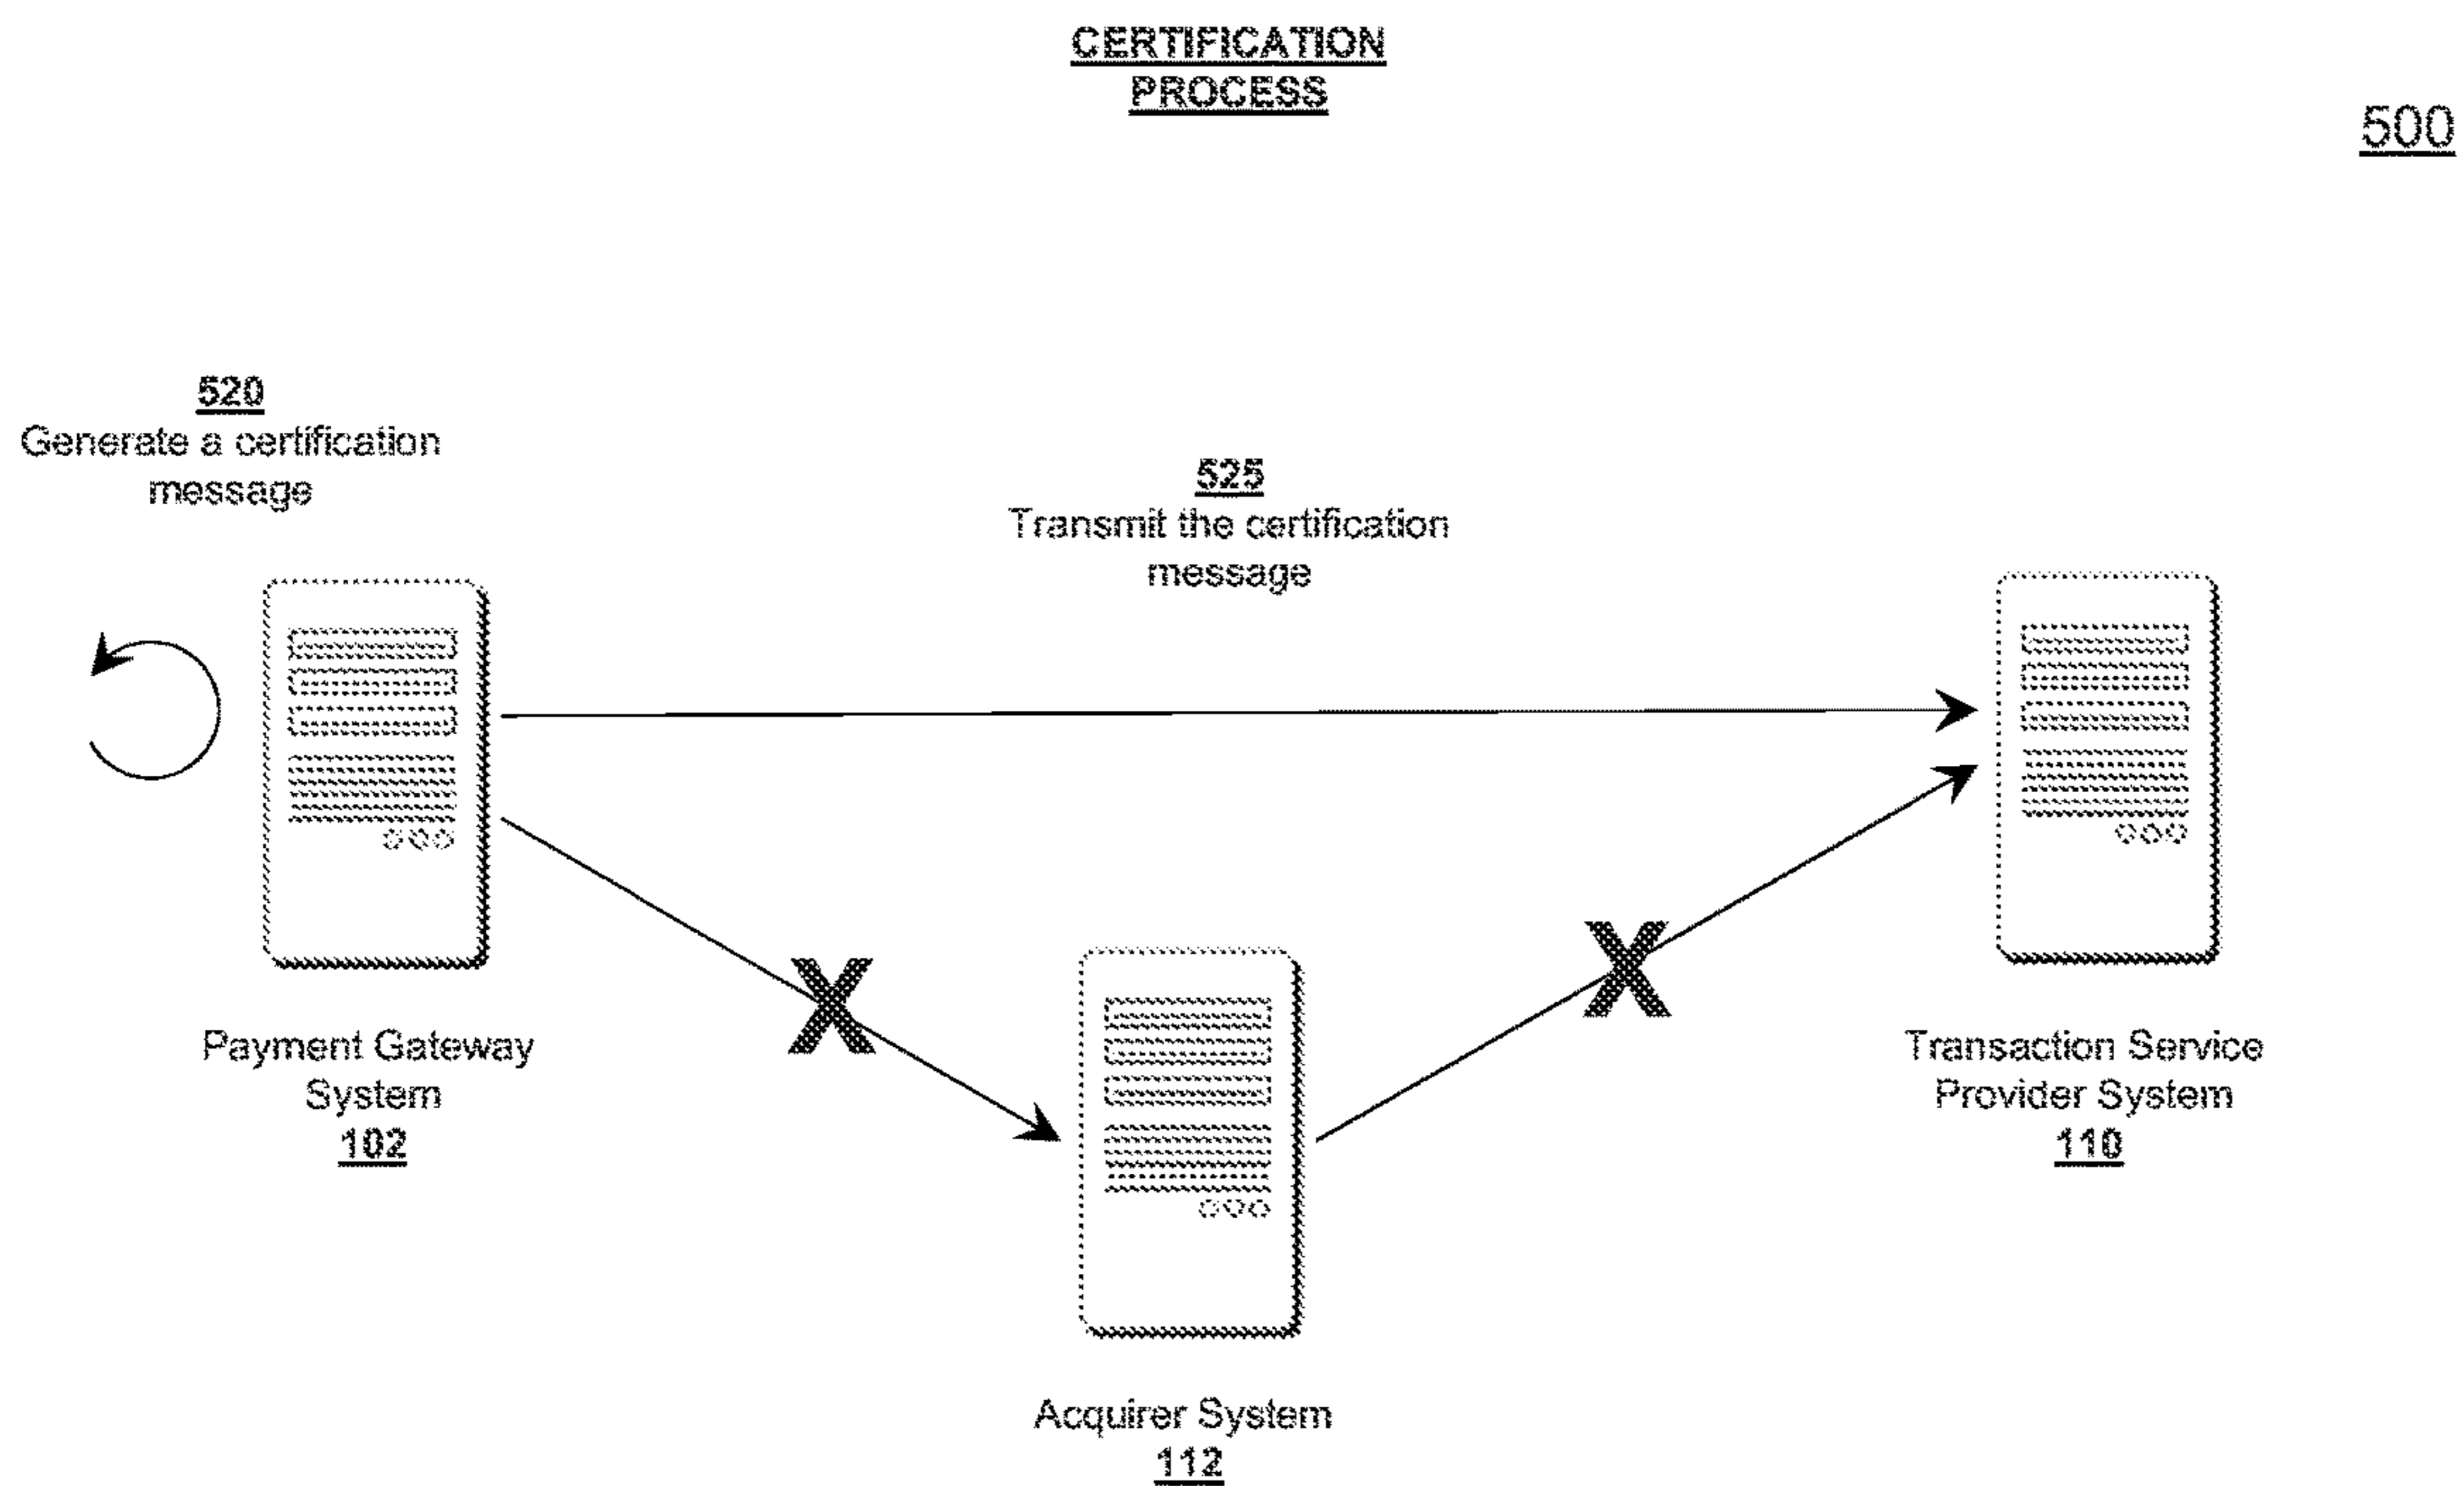 CERTIFICATION
PROCESS
500
520
Generate a certification
message
525
Transmit the certification
message
X
X
Payment Gateway
System
102
Transaction Service
Provider System
110
Acquirer System
112